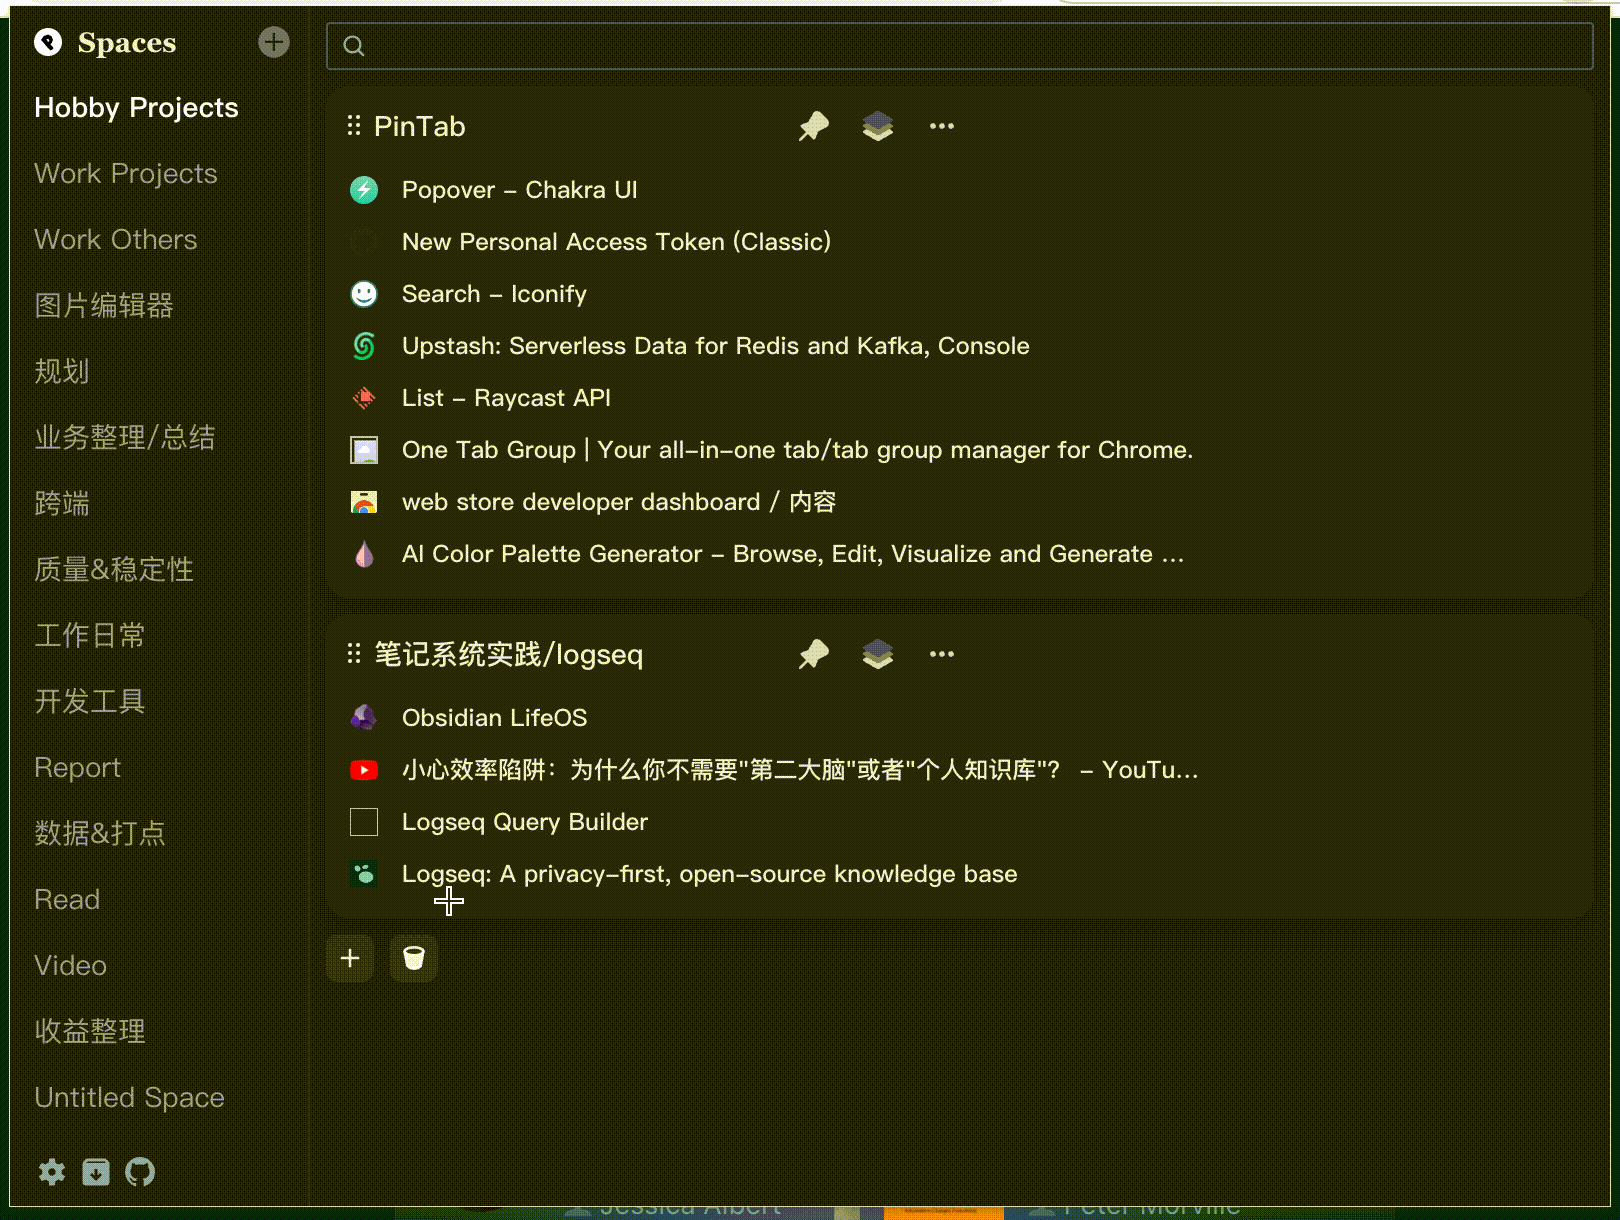 Spaces
Hobby Projects
Work Projects
Work Others
图片编辑器
规划
业务整理/总结
跨端
质量&稳定性
工作日常
开发工具
Report
数据&打点
Read
Video
收益整理
Untitled Space
PinTab
Popover – Chakra UI
New Personal Access Token (Classic)
Search – Iconify
Upstash: Serverless Data for Redis and Kafka, Console
List – Raycast API
One Tab Group | Your all-in-one tab/tab group manager for Chrome.
web store developer dashboard / 内容
AI Color Palette Generator – Browse, Edit, Visualize and Generate ...
笔记系统实践/logseq
Obsidian LifeOS
小心效率陷阱：为什么你不需要"第二大脑"或者"个人知识库"？ – YouTu...
Logseq Query Builder
Logseq: A privacy-first, open-source knowledge base
Jessica Albert
Peter Morville